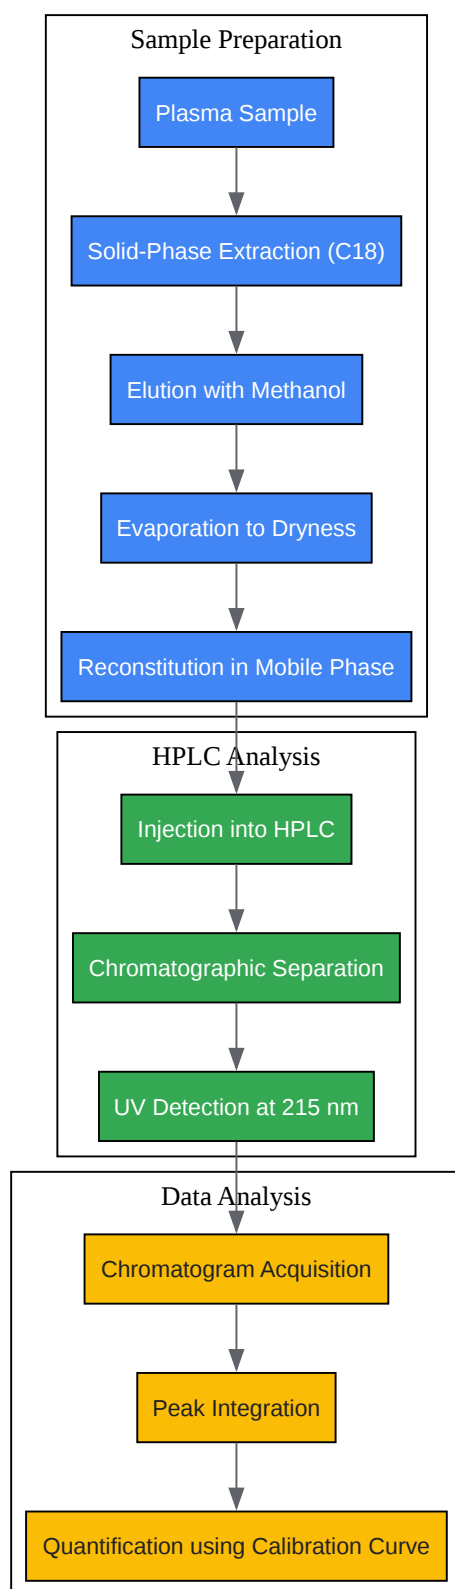 Sample Preparation
Plasma Sample
Solid-Phase Extraction (C18)
Elution with Methanol
Evaporation to Dryness
Reconstitution in Mobile Phase
HPLC Analysis
Injection into HPLC
Chromatographic Separation
UV Detection at 215 nm
Data Analysis
Chromatogram Acquisition
Peak Integration
Quantification using Calibration Curve